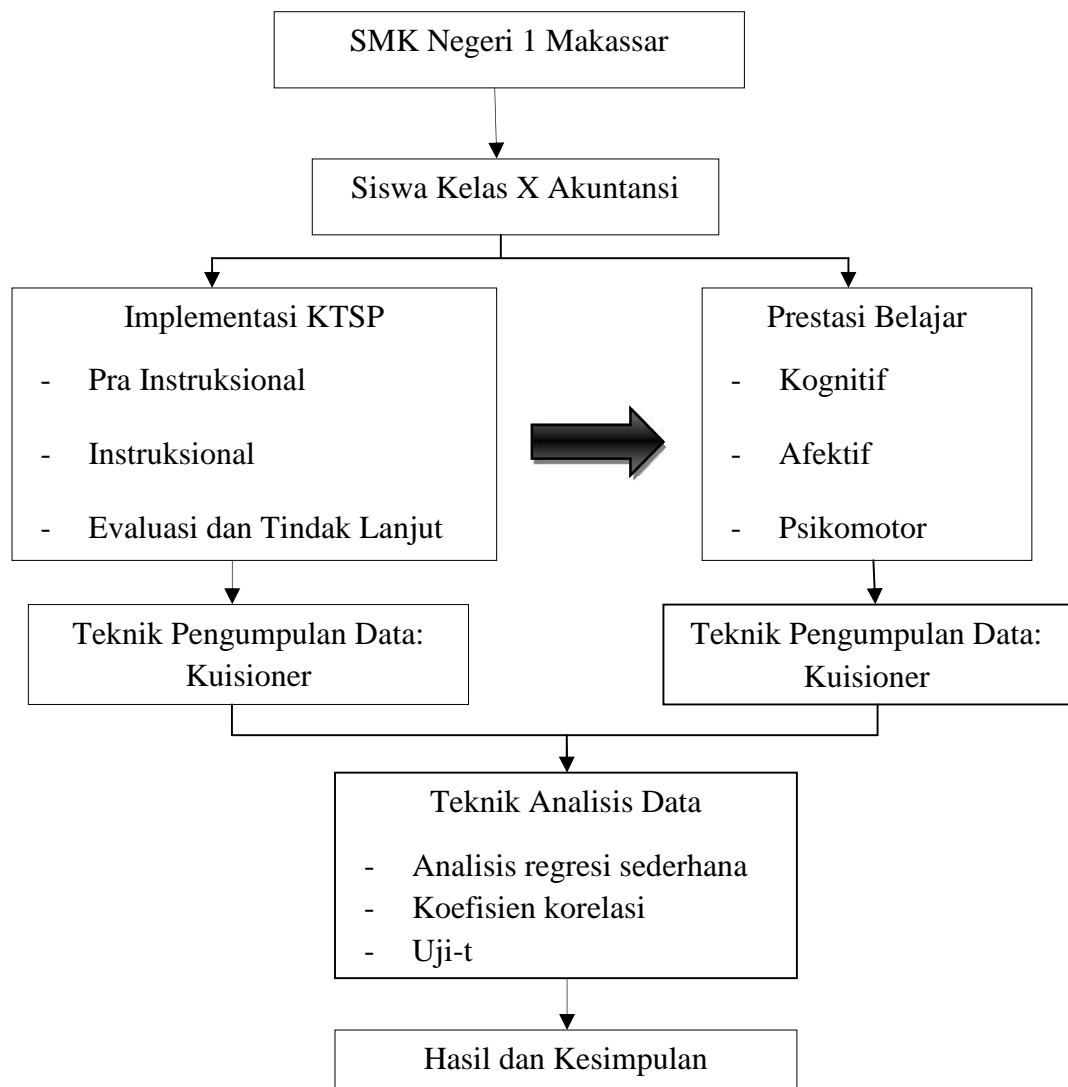 SMK Negeri 1 Makassar
Siswa Kelas X Akuntansi
Implementasi KTSP
- Pra Instruksional
- Instruksional
- Evaluasi dan Tindak Lanjut
Prestasi Belajar
- Kognitif
- Afektif
- Psikomotor
Teknik Pengumpulan Data:
Kuisioner
Teknik Pengumpulan Data:
Kuisioner
Teknik Analisis Data
- Analisis regresi sederhana
- Koefisien korelasi
- Uji-t
Hasil dan Kesimpulan